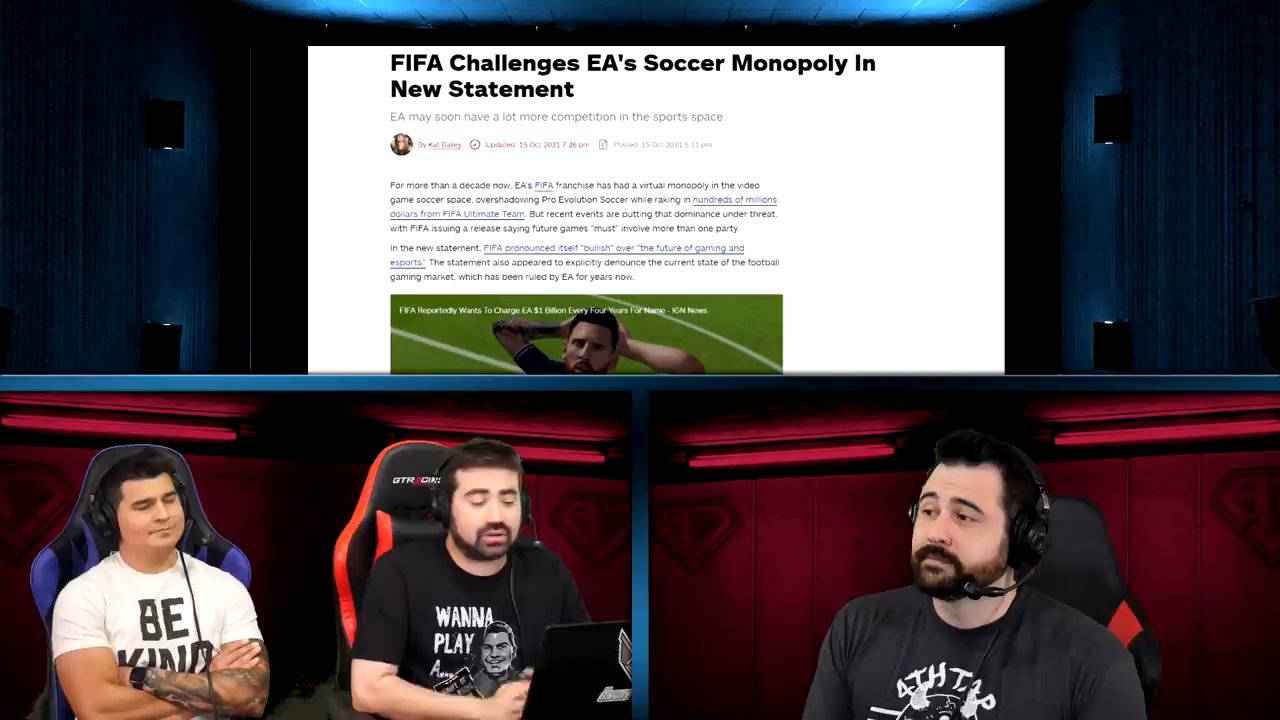 FIFA Challenges EA's Soccer Monopoly In
New Statement
EA may soon have a lot more competition in the sports space.
By Kat Bailey Updated: 15 Oct 2021 7:26 pm Posted: 15 Oct 2021 5:11 pm
For more than a decade now, EA's FIFA franchise has had a virtual monopoly in the video
game soccer space, overshadowing Pro Evolution Soccer while raking in hundreds of millions
dollars from FIFA Ultimate Team. But recent events are putting that dominance under threat,
with FIFA issuing a release saying future games "must" involve more than one party.
In the new statement, FIFA pronounced itself "bullish" over "the future of gaming and
esports." The statement also appeared to explicitly denounce the current state of the football
gaming market, which has been ruled by EA for years now.
FIFA Reportedly Wants To Charge EA $1 Billion Every Four Years For Name - IGN News
GTRACING
BE
KIND
WANNA
PLAY
A
4TH TAP